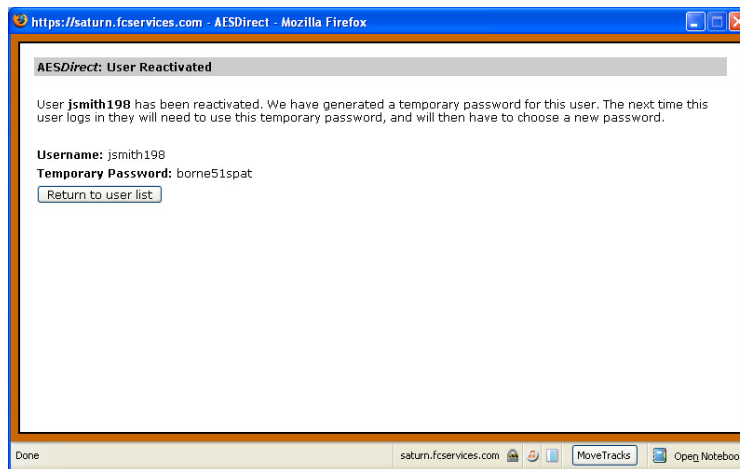 https://saturn.fcservices.com - AESDirect - Mozilla Firefox
AESDirect: User Reactivated
User jsmith198 has been reactivated. We have generated a temporary password for this user. The next time this
user logs in they will need to use this temporary password, and will then have to choose a new password.
Username: jsmith198
Temporary Password: borne51spat
Return to user list
Done saturn.fcservices.com MoveTracks Open Noteboo